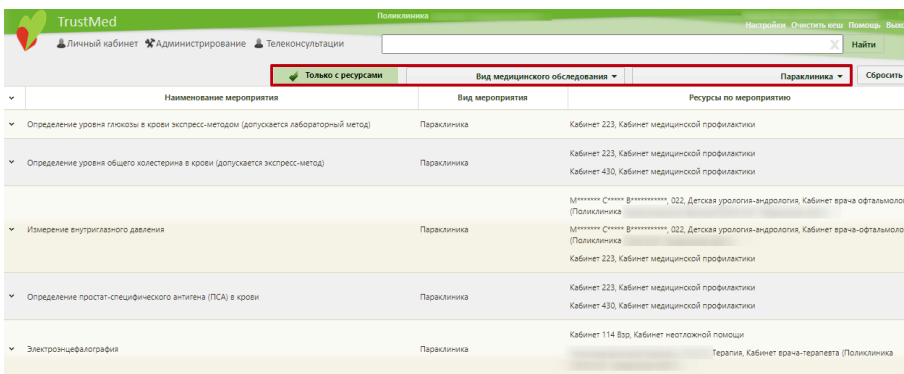 TrustMed
Поликлиника
Настройки Очистить кеш Помощь Выхо
Личный кабинет Администрирование Телеконсультации
X Найти
Только с ресурсами Вид медицинского обследования Параклиника Сбросить
Наименование мероприятия Вид мероприятия Ресурсы по мероприятию
Определение уровня глюкозы в крови экспресс-методом (допускается лабораторный метод) Параклиника Кабинет 223, Кабинет медицинской профилактики
Кабинет 223, Кабинет медицинской профилактики
Определение уровня общего холестерина в крови (допускается экспресс-метод) Параклиника
Кабинет 430, Кабинет медицинской профилактики
М******* С***** В***********, 022, Детская урология-андрология, Кабинет врача офтальмолог
(Поликлиника
Измерение внутриглазного давления Параклиника
М******* С***** В***********, 022, Детская урология-андрология, Кабинет врача-офтальмоло
(Поликлиника
Кабинет 223, Кабинет медицинской профилактики
Кабинет 223, Кабинет медицинской профилактики
Определение простат-специфического антигена (ПСА) в крови Параклиника
Кабинет 430, Кабинет медицинской профилактики
Кабинет 114 Взр, Кабинет неотложной помощи
Электроэнцефалография Параклиника
Терапия, Кабинет врача-терапевта (Поликлиника